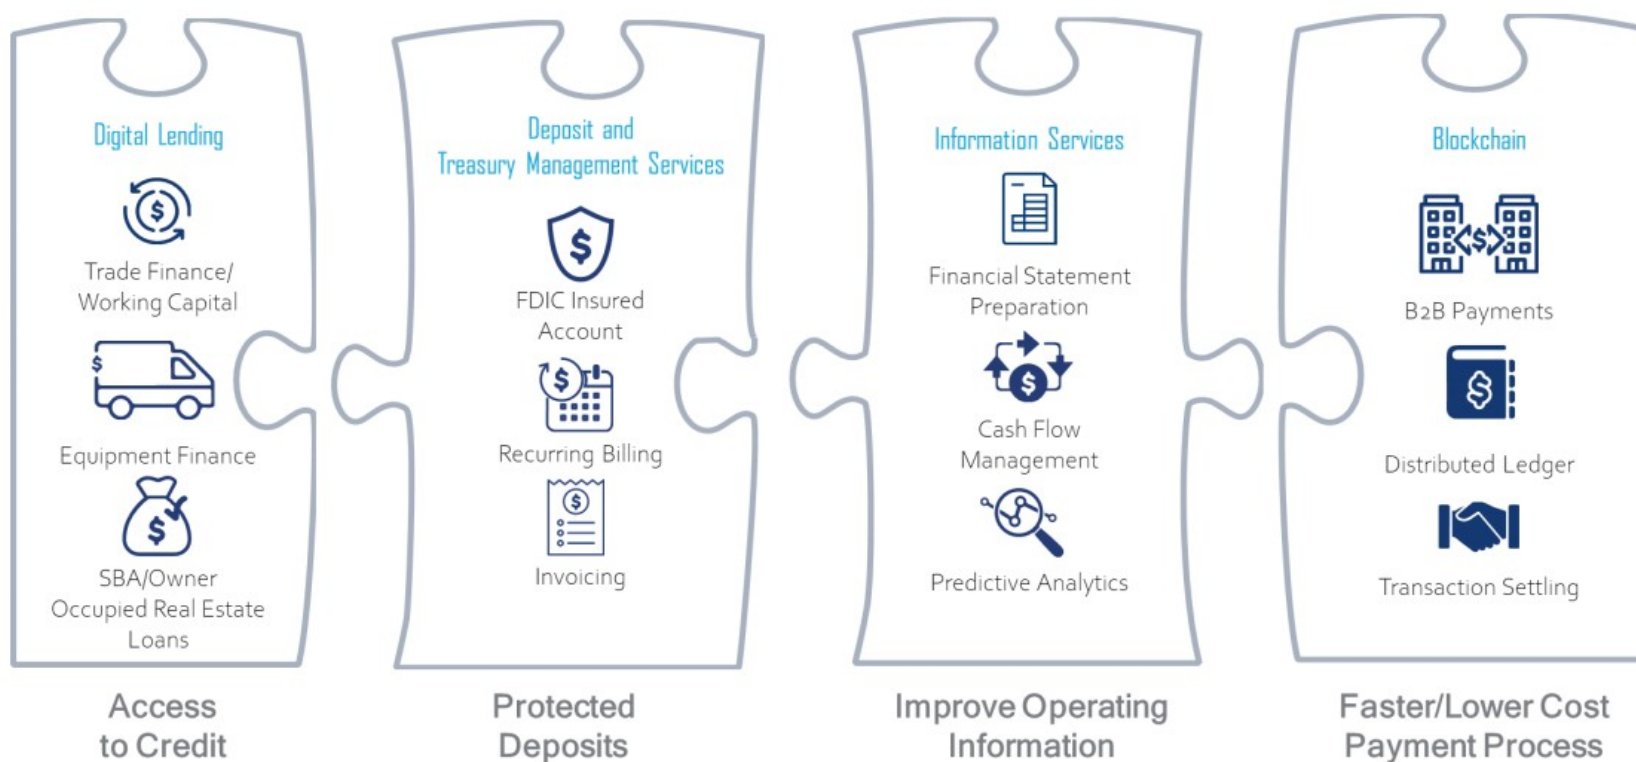 Digital Lending
Trade Finance/
Working Capital
$
Equipment Finance
$
SBA/Owner
Occupied Real Estate
Loans
Access
to Credit
Deposit and
Treasury Management Services
$
FDIC Insured
Account
$
Recurring Billing
$
Invoicing
Protected
Deposits
Information Services
Financial Statement
Preparation
$
Cash Flow
Management
Predictive Analytics
Improve Operating
Information
Blockchain
$
B2B Payments
$
Distributed Ledger
Transaction Settling
Faster/Lower Cost
Payment Process